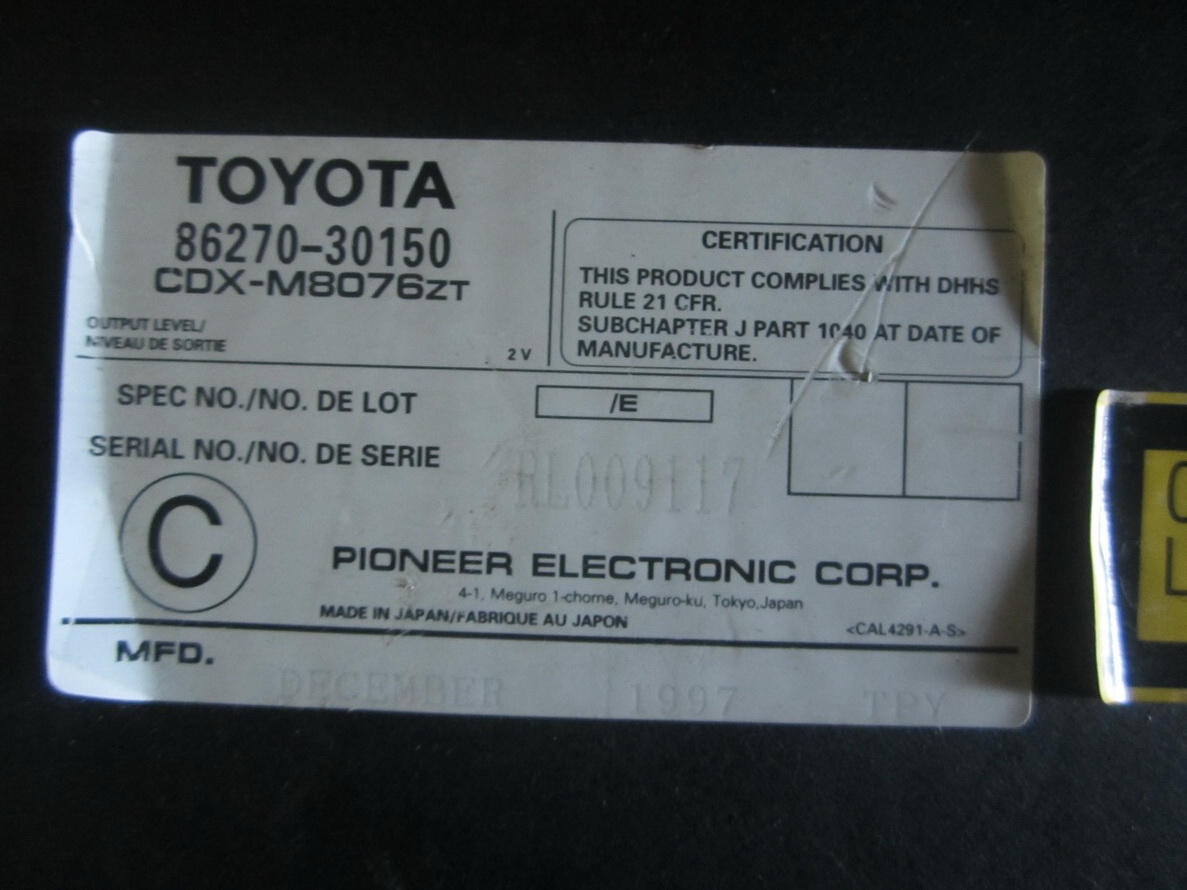 TOYOTA
86270-30150
CDX-M8076ZT
OUTPUT LEVEL/
NIVEAU DE SORTIE
2 V
CERTIFICATION
THIS PRODUCT COMPLIES WITH DHHS
RULE 21 CFR.
SUBCHAPTER J PART 1040 AT DATE OF
MANUFACTURE.
SPEC NO./NO. DE LOT
/E
SERIAL NO./NO. DE SERIE
RL009117
C
PIONEER ELECTRONIC CORP.
4-1, Meguro 1-chome, Meguro-ku, Tokyo, Japan
MADE IN JAPAN/FABRIQUE AU JAPON
<CAL4291-A-S>
MFD.
DECEMBER 1997 TPY